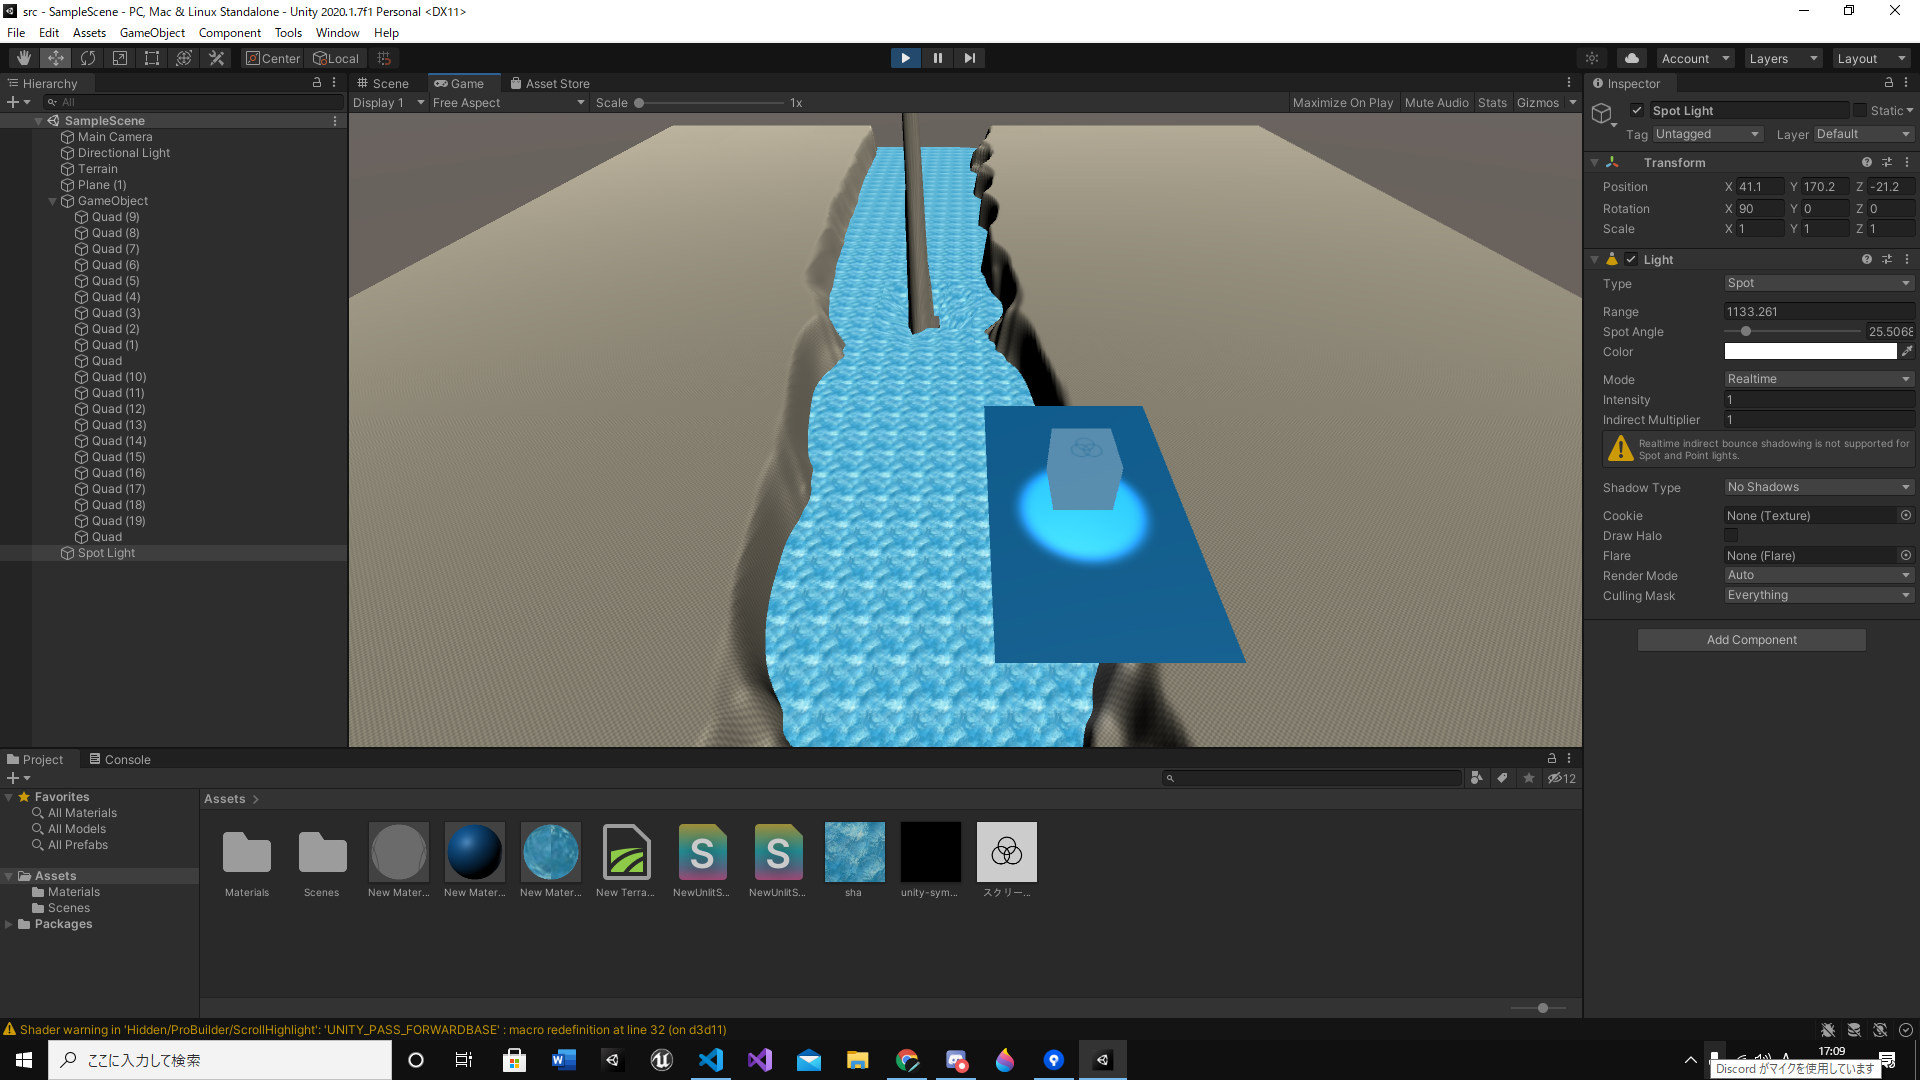 src - SampleScene - PC, Mac & Linux Standalone - Unity 2020.1.7f1 Personal <DX11>
File Edit Assets GameObject Component Tools Window Help
Center Local Account Layers Layout
Hierarchy
All
SampleScene
Main Camera
Directional Light
Terrain
Plane (1)
GameObject
Quad (9)
Quad (8)
Quad (7)
Quad (6)
Quad (5)
Quad (4)
Quad (3)
Quad (2)
Quad (1)
Quad
Quad (10)
Quad (11)
Quad (12)
Quad (13)
Quad (14)
Quad (15)
Quad (16)
Quad (17)
Quad (18)
Quad (19)
Quad
Spot Light
Scene Game Asset Store
Display 1 Free Aspect Scale 1x Maximize On Play Mute Audio Stats Gizmos
Inspector
Spot Light Static
Tag Untagged Layer Default
Transform
Position X 41.1 Y 170.2 Z -21.2
Rotation X 90 Y 0 Z 0
Scale X 1 Y 1 Z 1
Light
Type Spot
Range 1133.261
Spot Angle 25.5068
Color
Mode Realtime
Intensity 1
Indirect Multiplier 1
Realtime indirect bounce shadowing is not supported for
Spot and Point lights.
Shadow Type No Shadows
Cookie None (Texture)
Draw Halo
Flare None (Flare)
Render Mode Auto
Culling Mask Everything
Add Component
Project Console
12
Favorites
All Materials
All Models
All Prefabs
Assets
Materials
Scenes
Packages
Assets
Materials Scenes New Mater... New Mater... New Mater... New Terra... NewUnlitS... NewUnlitS... sha unity-sym... スクリー...
Shader warning in 'Hidden/ProBuilder/ScrollHighlight': 'UNITY_PASS_FORWARDBASE' : macro redefinition at line 32 (on d3d11)
ここに入力して検索
17:09
Discord がマイクを使用しています